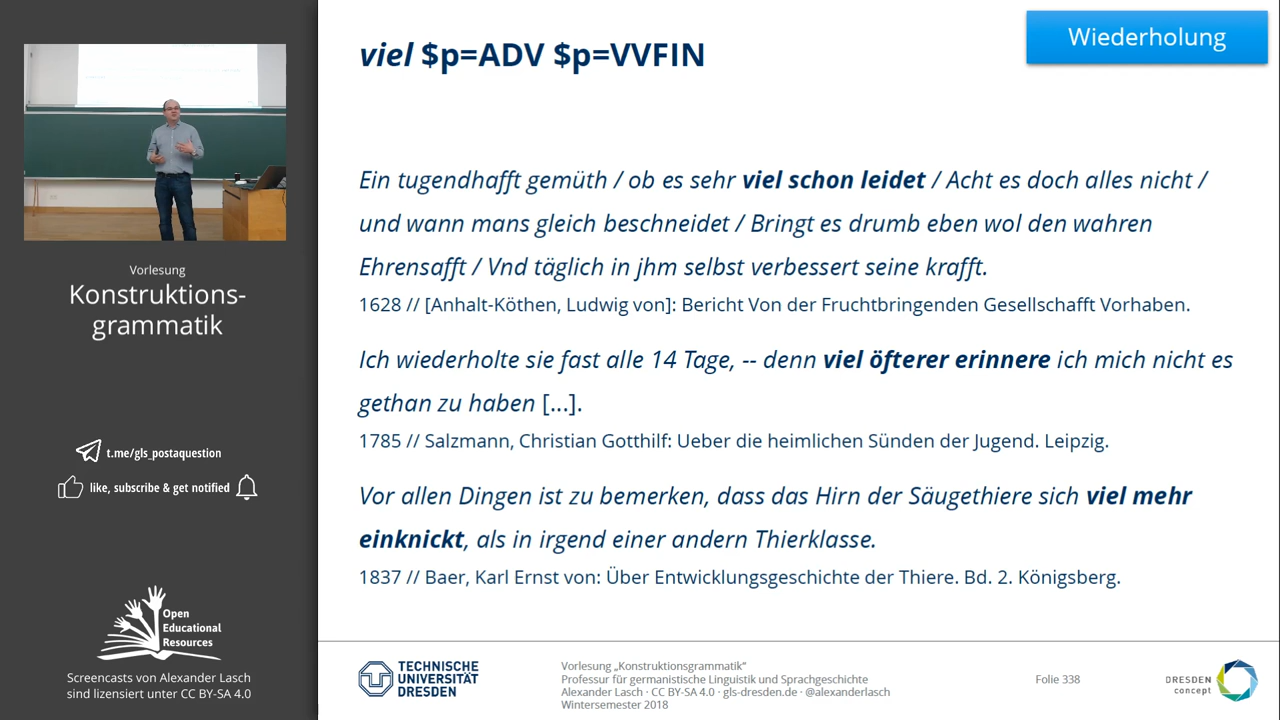 viel $p=ADV $p=VVFIN
Wiederholung
Ein tugendhafft gemüth / ob es sehr viel schon leidet / Acht es doch alles nicht /
und wann mans gleich beschneidet / Bringt es drumb eben wol den wahren
Ehrensafft / Vnd täglich in jhm selbst verbessert seine krafft.
1628 // [Anhalt-Köthen, Ludwig von]: Bericht Von der Fruchtbringenden Gesellschafft Vorhaben.
Ich wiederholte sie fast alle 14 Tage, -- denn viel öfterer erinnere ich mich nicht es
gethan zu haben [...].
1785 // Salzmann, Christian Gotthilf: Ueber die heimlichen Sünden der Jugend. Leipzig.
Vor allen Dingen ist zu bemerken, dass das Hirn der Säugethiere sich viel mehr
einknickt, als in irgend einer andern Thierklasse.
1837 // Baer, Karl Ernst von: Über Entwicklungsgeschichte der Thiere. Bd. 2. Königsberg.
Vorlesung
Konstruktions-
grammatik
t.me/gls_postaquestion
like, subscribe & get notified
Open
Educational
Resources
Screencasts von Alexander Lasch
sind lizensiert unter CC BY-SA 4.0
TECHNISCHE
UNIVERSITÄT
DRESDEN
Vorlesung „Konstruktionsgrammatik“
Professur für germanistische Linguistik und Sprachgeschichte
Alexander Lasch · CC BY-SA 4.0 · gls-dresden.de · @alexanderlasch
Wintersemester 2018
Folie 338
DRESDEN
concept